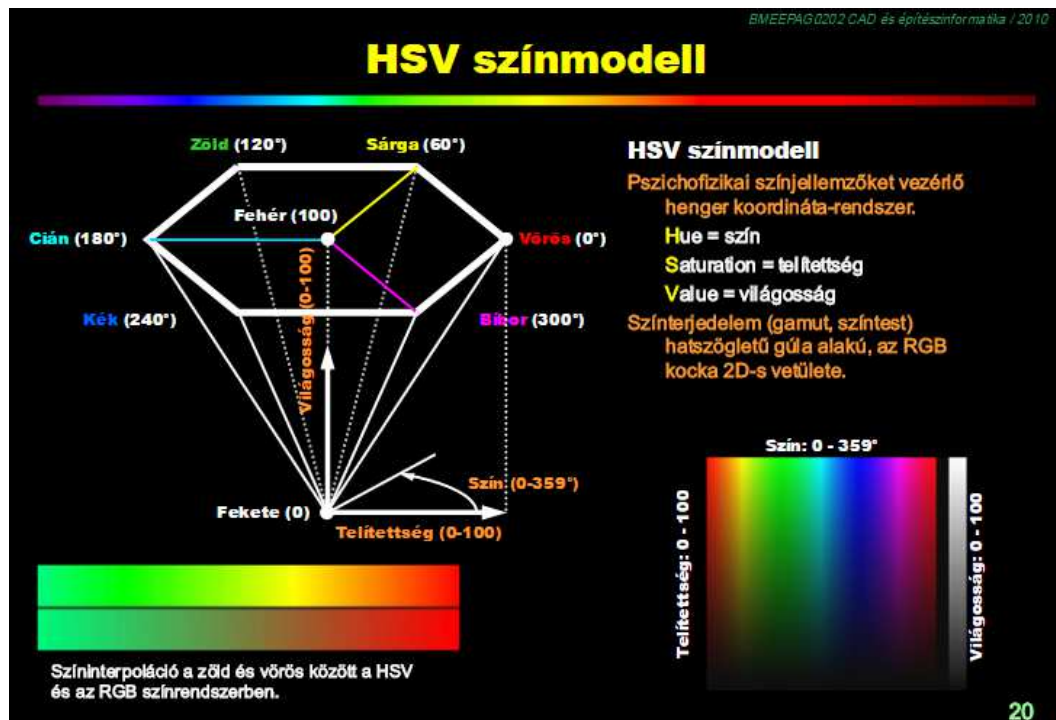 BMEEPAG0202 CAD és építészinformatika / 2010
HSV színmodell
Zöld (120°)
Sárga (60°)
Fehér (100)
Cián (180°)
Vörös (0°)
Kék (240°)
Bíbor (300°)
Világosság (0-100)
Szín (0-359°)
Fekete (0)
Telítettség (0-100)
HSV színmodell
Pszichofizikai színjellemzőket vezérlő
henger koordináta-rendszer.
Hue = szín
Saturation = telítettség
Value = világosság
Színterjedelem (gamut, színtest)
hatszögletű gúla alakú, az RGB
kocka 2D-s vetülete.
Szín: 0 - 359°
Telítettség: 0 - 100
Világosság: 0 - 100
Színinterpoláció a zöld és vörös között a HSV
és az RGB színrendszerben.
20